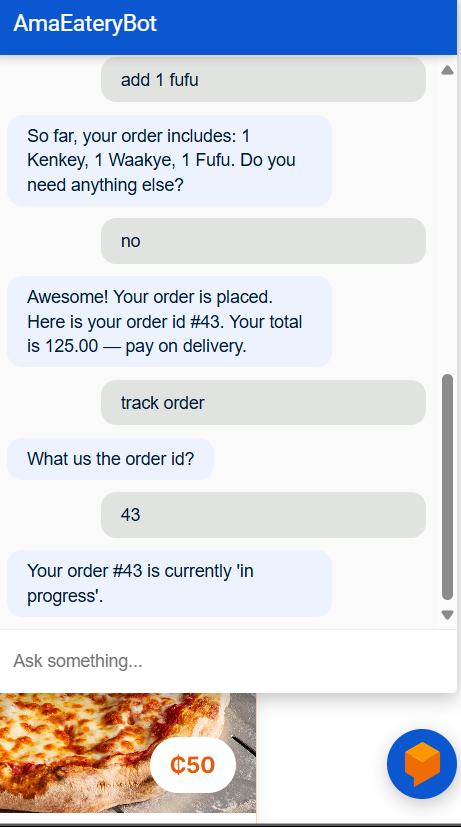 AmaEateryBot
add 1 fufu
So far, your order includes: 1
Kenkey, 1 Waakye, 1 Fufu. Do you
need anything else?
no
Awesome! Your order is placed.
Here is your order id #43. Your total
is 125.00 — pay on delivery.
track order
What us the order id?
43
Your order #43 is currently 'in
progress'.
Ask something...
₵50